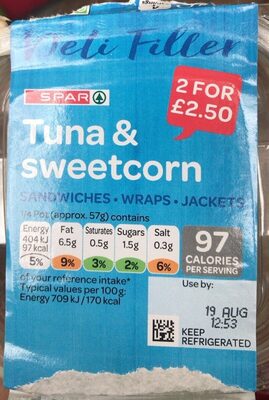 Deli Filler
SPAR
2 FOR
£2.50
Tuna &
sweetcorn
SANDWICHES • WRAPS • JACKETS
1/4 Pot (approx. 57g) contains
Energy
404 kJ
97 kcal
5%
Fat
6.5g
9%
Saturates
0.5g
3%
Sugars
1.5g
2%
Salt
0.3g
6%
97
CALORIES
PER SERVING
of your reference intake*
Typical values per 100g:
Energy 709 kJ / 170 kcal
Use by:
19 AUG
12:53
KEEP
REFRIGERATED